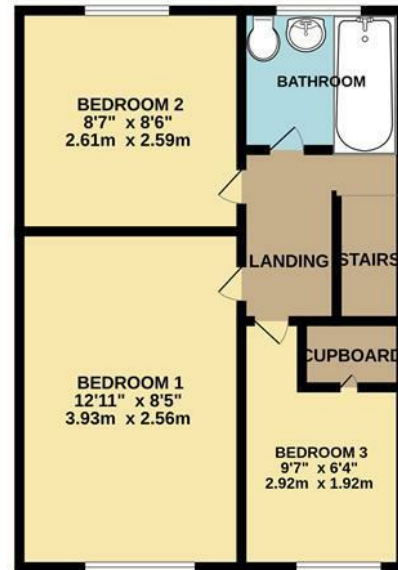 BEDROOM 2
8'7" x 8'6"
2.61m x 2.59m
BATHROOM
LANDING
STAIRS
CUPBOARD
BEDROOM 1
12'11" x 8'5"
3.93m x 2.56m
BEDROOM 3
9'7" x 6'4"
2.92m x 1.92m